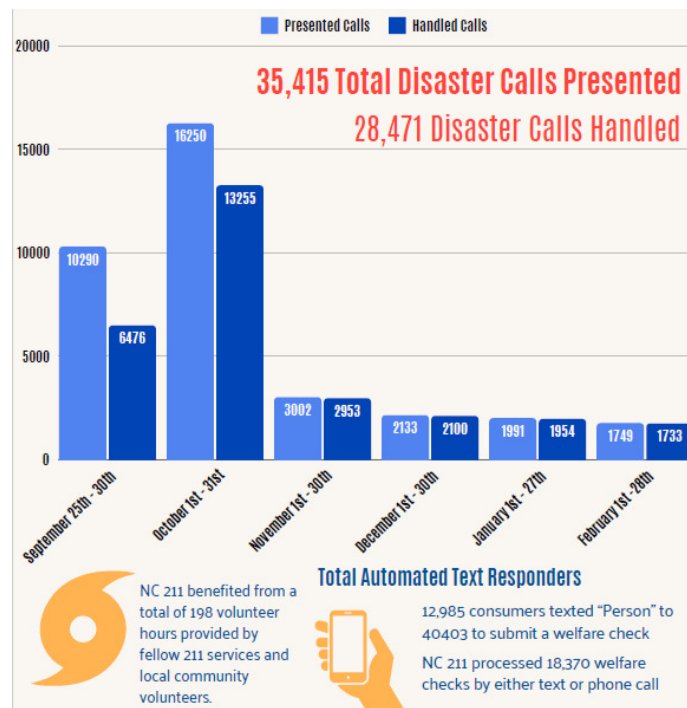 Presented Calls Handled Calls
20000
35,415 Total Disaster Calls Presented
28,471 Disaster Calls Handled
15000
10000
5000
0
10290
6476
16250
13255
3002
2953
2133
2100
1991
1954
1749
1733
September 25th - 30th
October 1st - 31st
November 1st - 30th
December 1st - 30th
January 1st - 27th
February 1st - 28th
NC 211 benefited from a
total of 198 volunteer
hours provided by
fellow 211 services and
local community
volunteers.
Total Automated Text Responders
12,985 consumers texted “Person” to
40403 to submit a welfare check
NC 211 processed 18,370 welfare
checks by either text or phone call